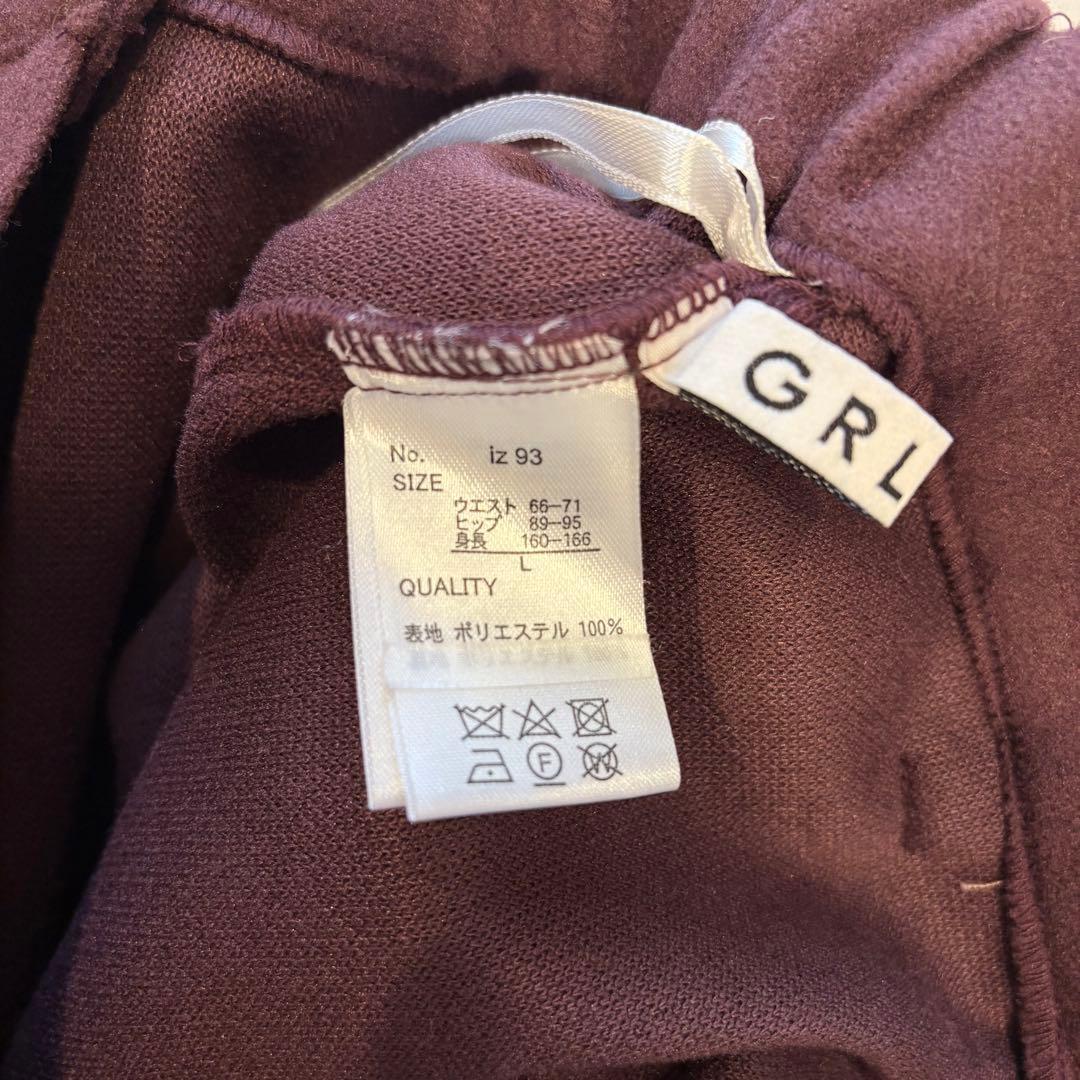 GRL
No. iz 93
SIZE
ウエスト 66−71
ヒップ 89−95
身長 160−166
L
QUALITY
表地 ポリエステル 100%
F
W